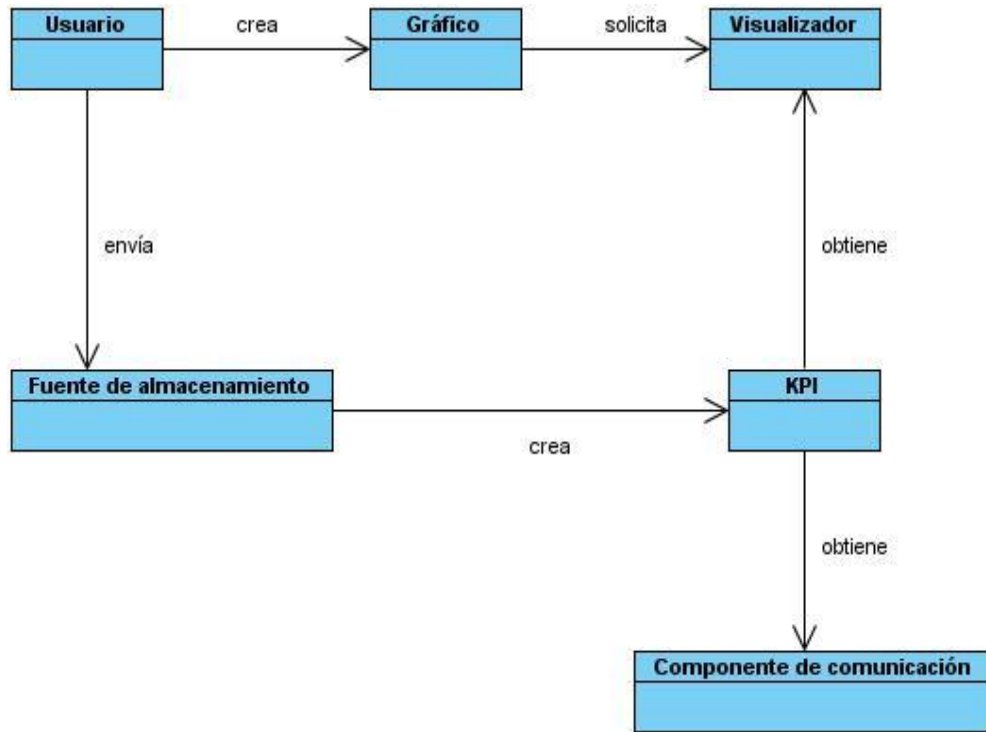 Usuario
crea
Gráfico
solicita
Visualizador
envía
obtiene
Fuente de almacenamiento
KPI
crea
obtiene
Componente de comunicación